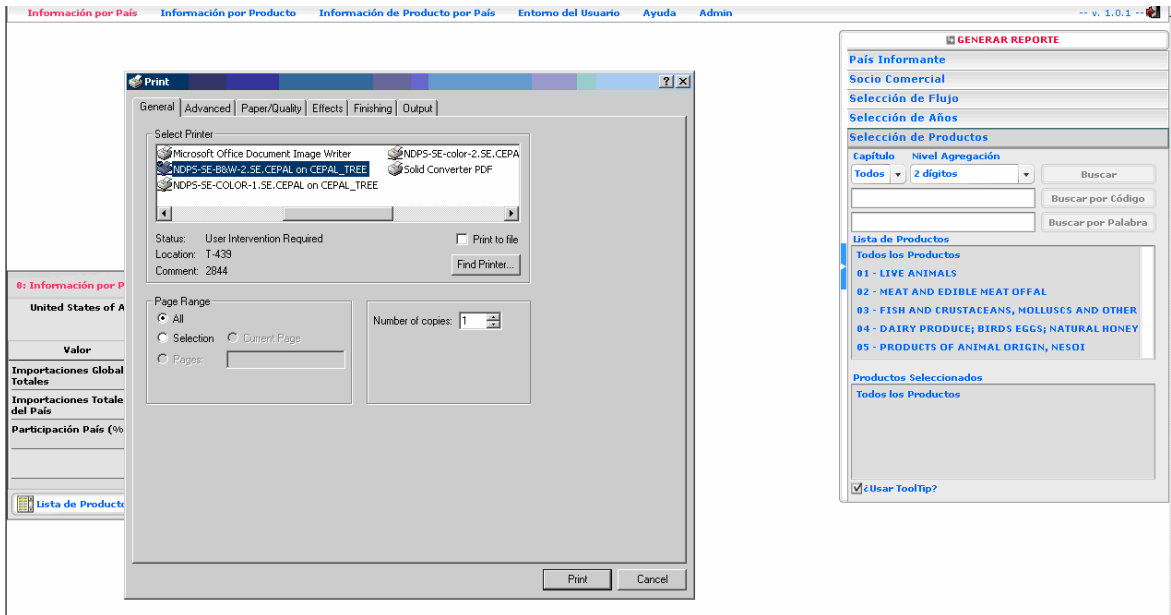 Información por País Información por Producto Información de Producto por País Entorno del Usuario Ayuda Admin -- v. 1.0.1 --
Print
General Advanced Paper/Quality Effects Finishing Output
Select Printer
Microsoft Office Document Image Writer NDPS-SE-color-2.SE.CEPA
NDPS-SE-B&W-2.SE.CEPAL on CEPAL_TREE Solid Converter PDF
NDPS-SE-COLOR-1.SE.CEPAL on CEPAL_TREE
Status: User Intervention Required Print to file
Location: T-439
Comment: 2844 Find Printer...
Page Range
All
Selection Current Page
Pages:
Number of copies: 1
Print Cancel
0: Información por P
United States of A
Valor
Importaciones Global
Totales
Importaciones Totale
del País
Participación País (%
Lista de Producto
GENERAR REPORTE
País Informante
Socio Comercial
Selección de Flujo
Selección de Años
Selección de Productos
Capítulo Nivel Agregación
Todos 2 dígitos Buscar
Buscar por Código
Buscar por Palabra
Lista de Productos
Todos los Productos
01 - LIVE ANIMALS
02 - MEAT AND EDIBLE MEAT OFFAL
03 - FISH AND CRUSTACEANS, MOLLUSCS AND OTHER
04 - DAIRY PRODUCE; BIRDS EGGS; NATURAL HONEY
05 - PRODUCTS OF ANIMAL ORIGIN, NESOI
Productos Seleccionados
Todos los Productos
¿Usar ToolTip?